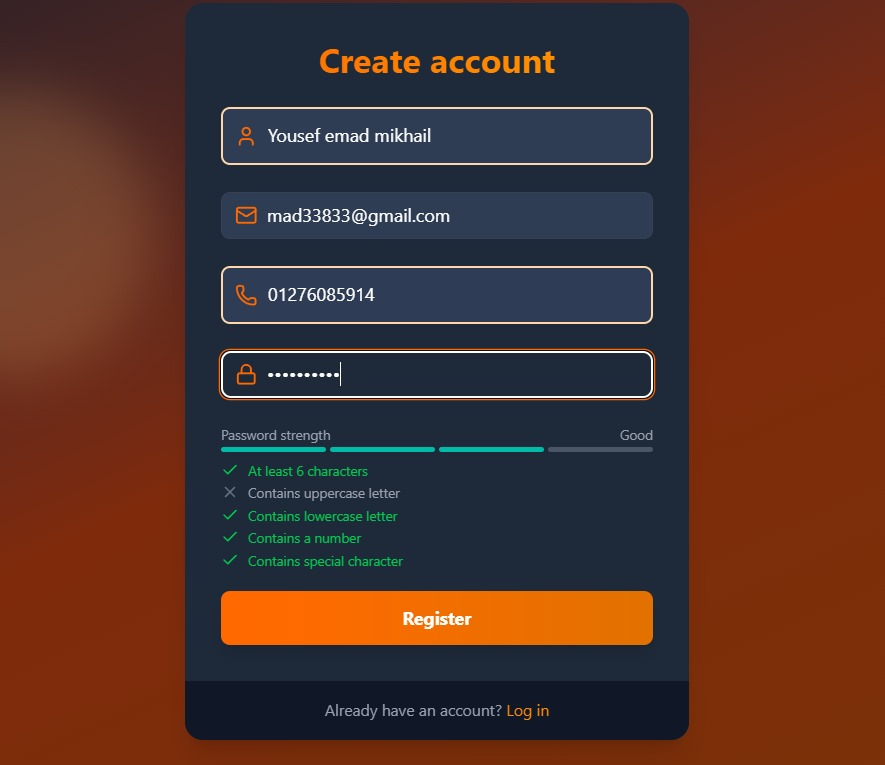 Create account
Yousef emad mikhail
mad33833@gmail.com
01276085914
••••••••••
Password strength Good
At least 6 characters
Contains uppercase letter
Contains lowercase letter
Contains a number
Contains special character
Register
Already have an account? Log in